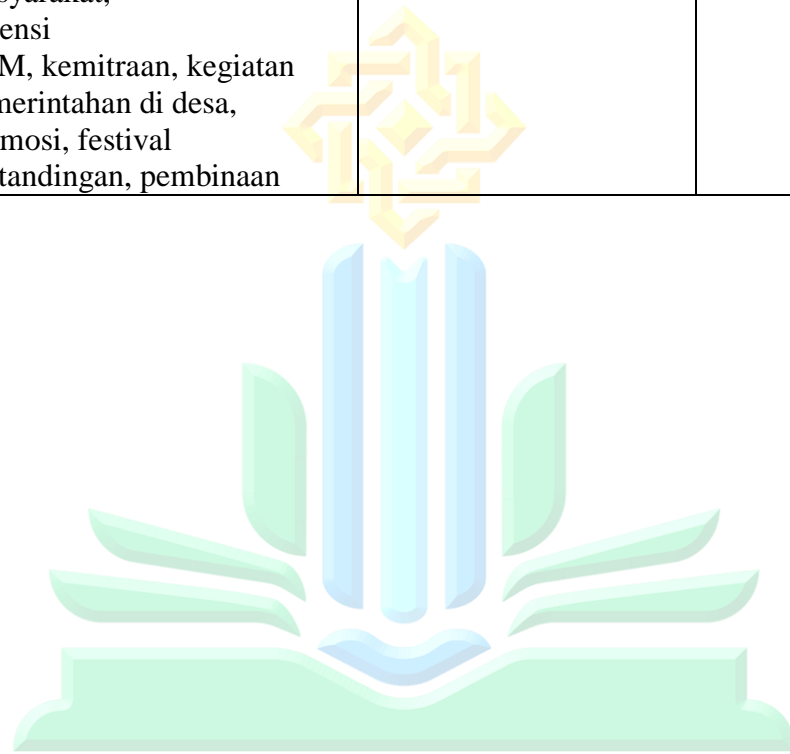 syarakat,
ensi
M, kemitraan, kegiatan
nerintahan di desa,
mosi, festival
tandingan, pembinaan